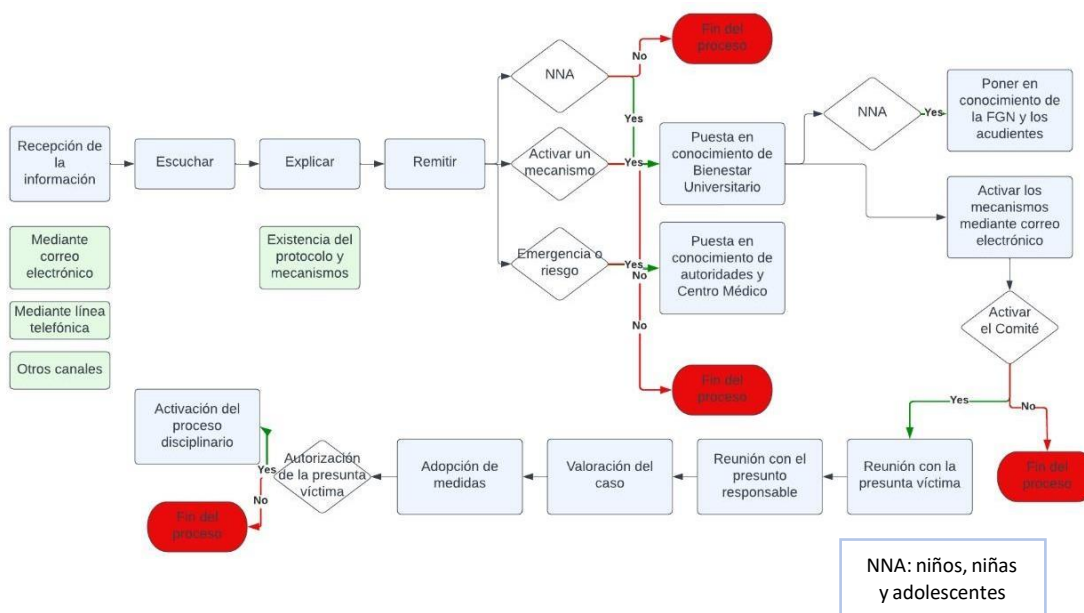 Fin del
proceso
No
NNA
NNA
Yes
Poner en
conocimiento de
la FGN y los
acudientes
Yes
Recepción de
la
información
Escuchar
Explicar
Remitir
Activar un
mecanismo
Yes
Puesta en
conocimiento de
Bienestar
Universitario
Activar los
mecanismos
mediante correo
electrónico
Mediante
correo
electrónico
Existencia del
protocolo y
mecanismos
Emergencia o
riesgo
Yes
No
Puesta en
conocimiento de
autoridades y
Centro Médico
Mediante línea
telefónica
No
Activar
el Comité
Otros canales
Fin del
proceso
Yes
No
Activación del
proceso
disciplinario
Yes
No
Autorización
de la presunta
víctima
Adopción de
medidas
Valoración del
caso
Reunión con el
presunto
responsable
Reunión con la
presunta víctima
Fin del
proceso
Fin del
proceso
NNA: niños, niñas
y adolescentes